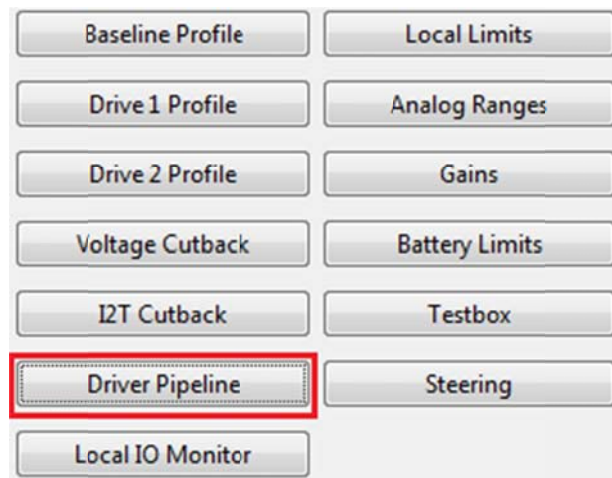 Baseline Profile
Local Limits
Drive 1 Profile
Analog Ranges
Drive 2 Profile
Gains
Voltage Cutback
Battery Limits
I2T Cutback
Testbox
Driver Pipeline
Steering
Local IO Monitor